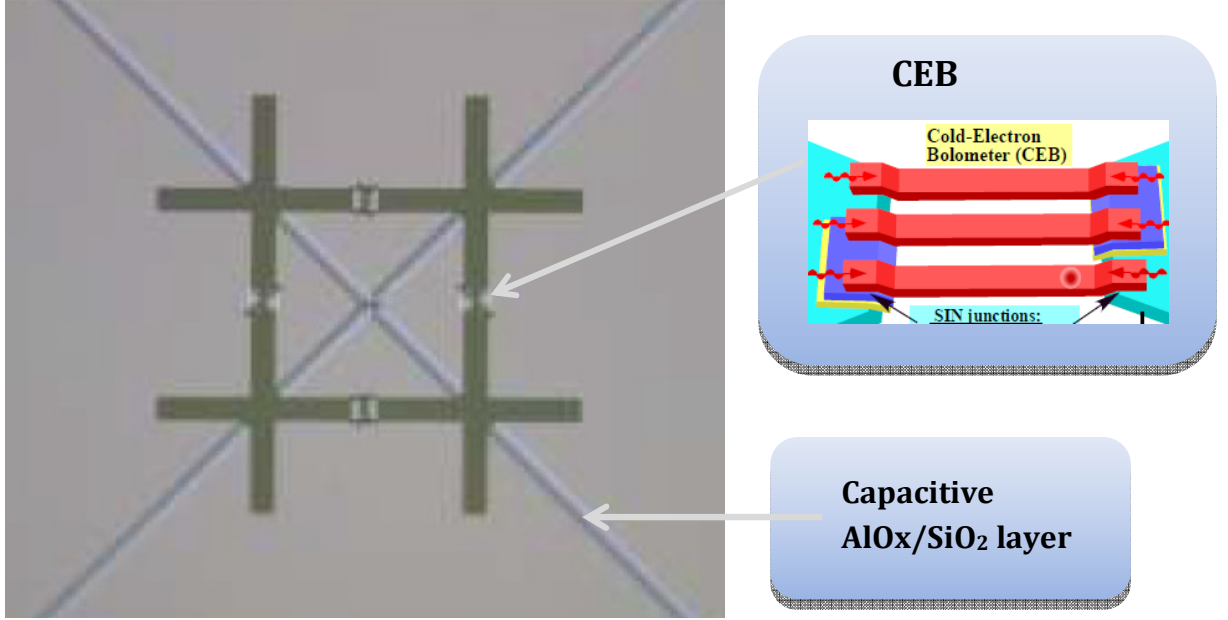 CEB
Cold-Electron
Bolometer (CEB)
SIN junctions:
Capacitive
AlOx/SiO₂ layer